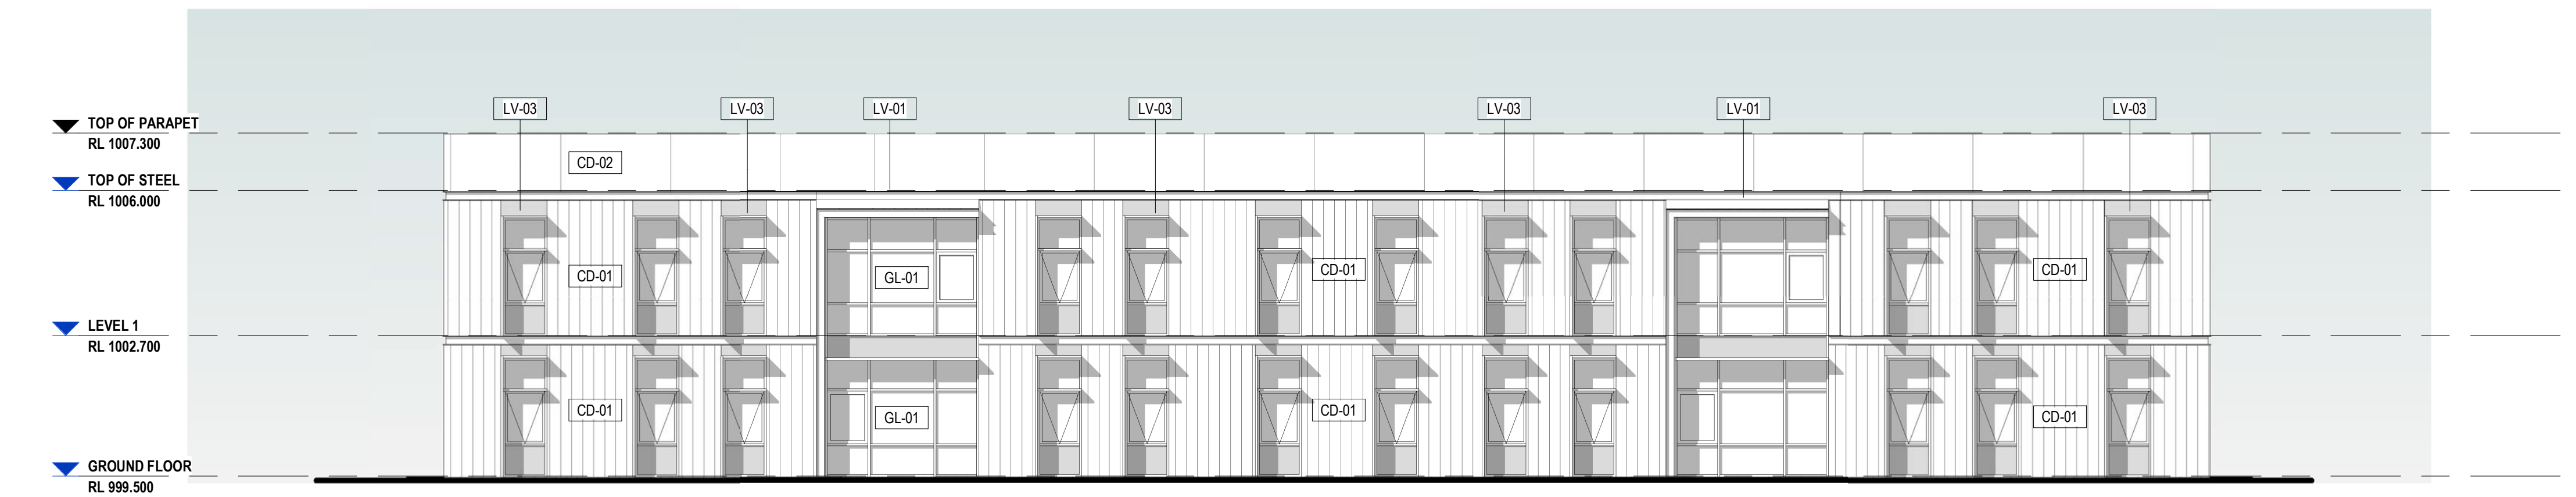 LV-03
LV-03
LV-01
LV-03
LV-03
LV-01
LV-03
TOP OF PARAPET
RL 1007.300
CD-02
TOP OF STEEL
RL 1006.000
CD-01
GL-01
CD-01
CD-01
LEVEL 1
RL 1002.700
CD-01
GL-01
CD-01
CD-01
GROUND FLOOR
RL 999.500